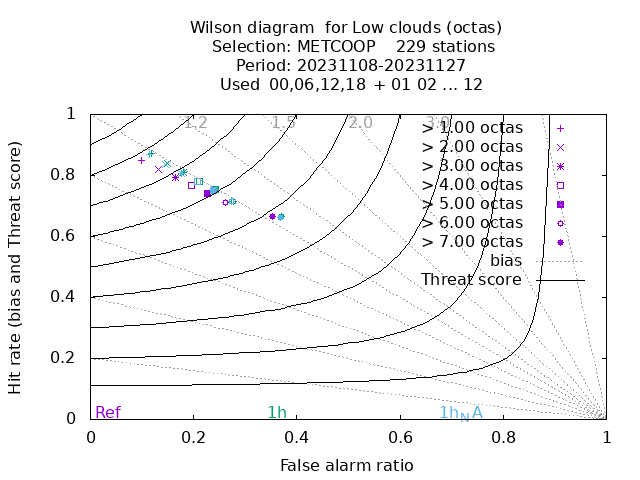 Wilson diagram  for Low clouds (octas)
Selection: METCOOP    229 stations
Period: 20231108-20231127
Used  00,06,12,18  + 01 02 ... 12
Hit rate (bias and Threat score)
1
0.8
0.6
0.4
0.2
0
1.2 1.5 2.0 3.0
> 1.00 octas
> 2.00 octas
> 3.00 octas
> 4.00 octas
> 5.00 octas
> 6.00 octas
> 7.00 octas
bias
Threat score
Ref 1h 1h_N A
0 0.2 0.4 0.6 0.8 1
False alarm ratio